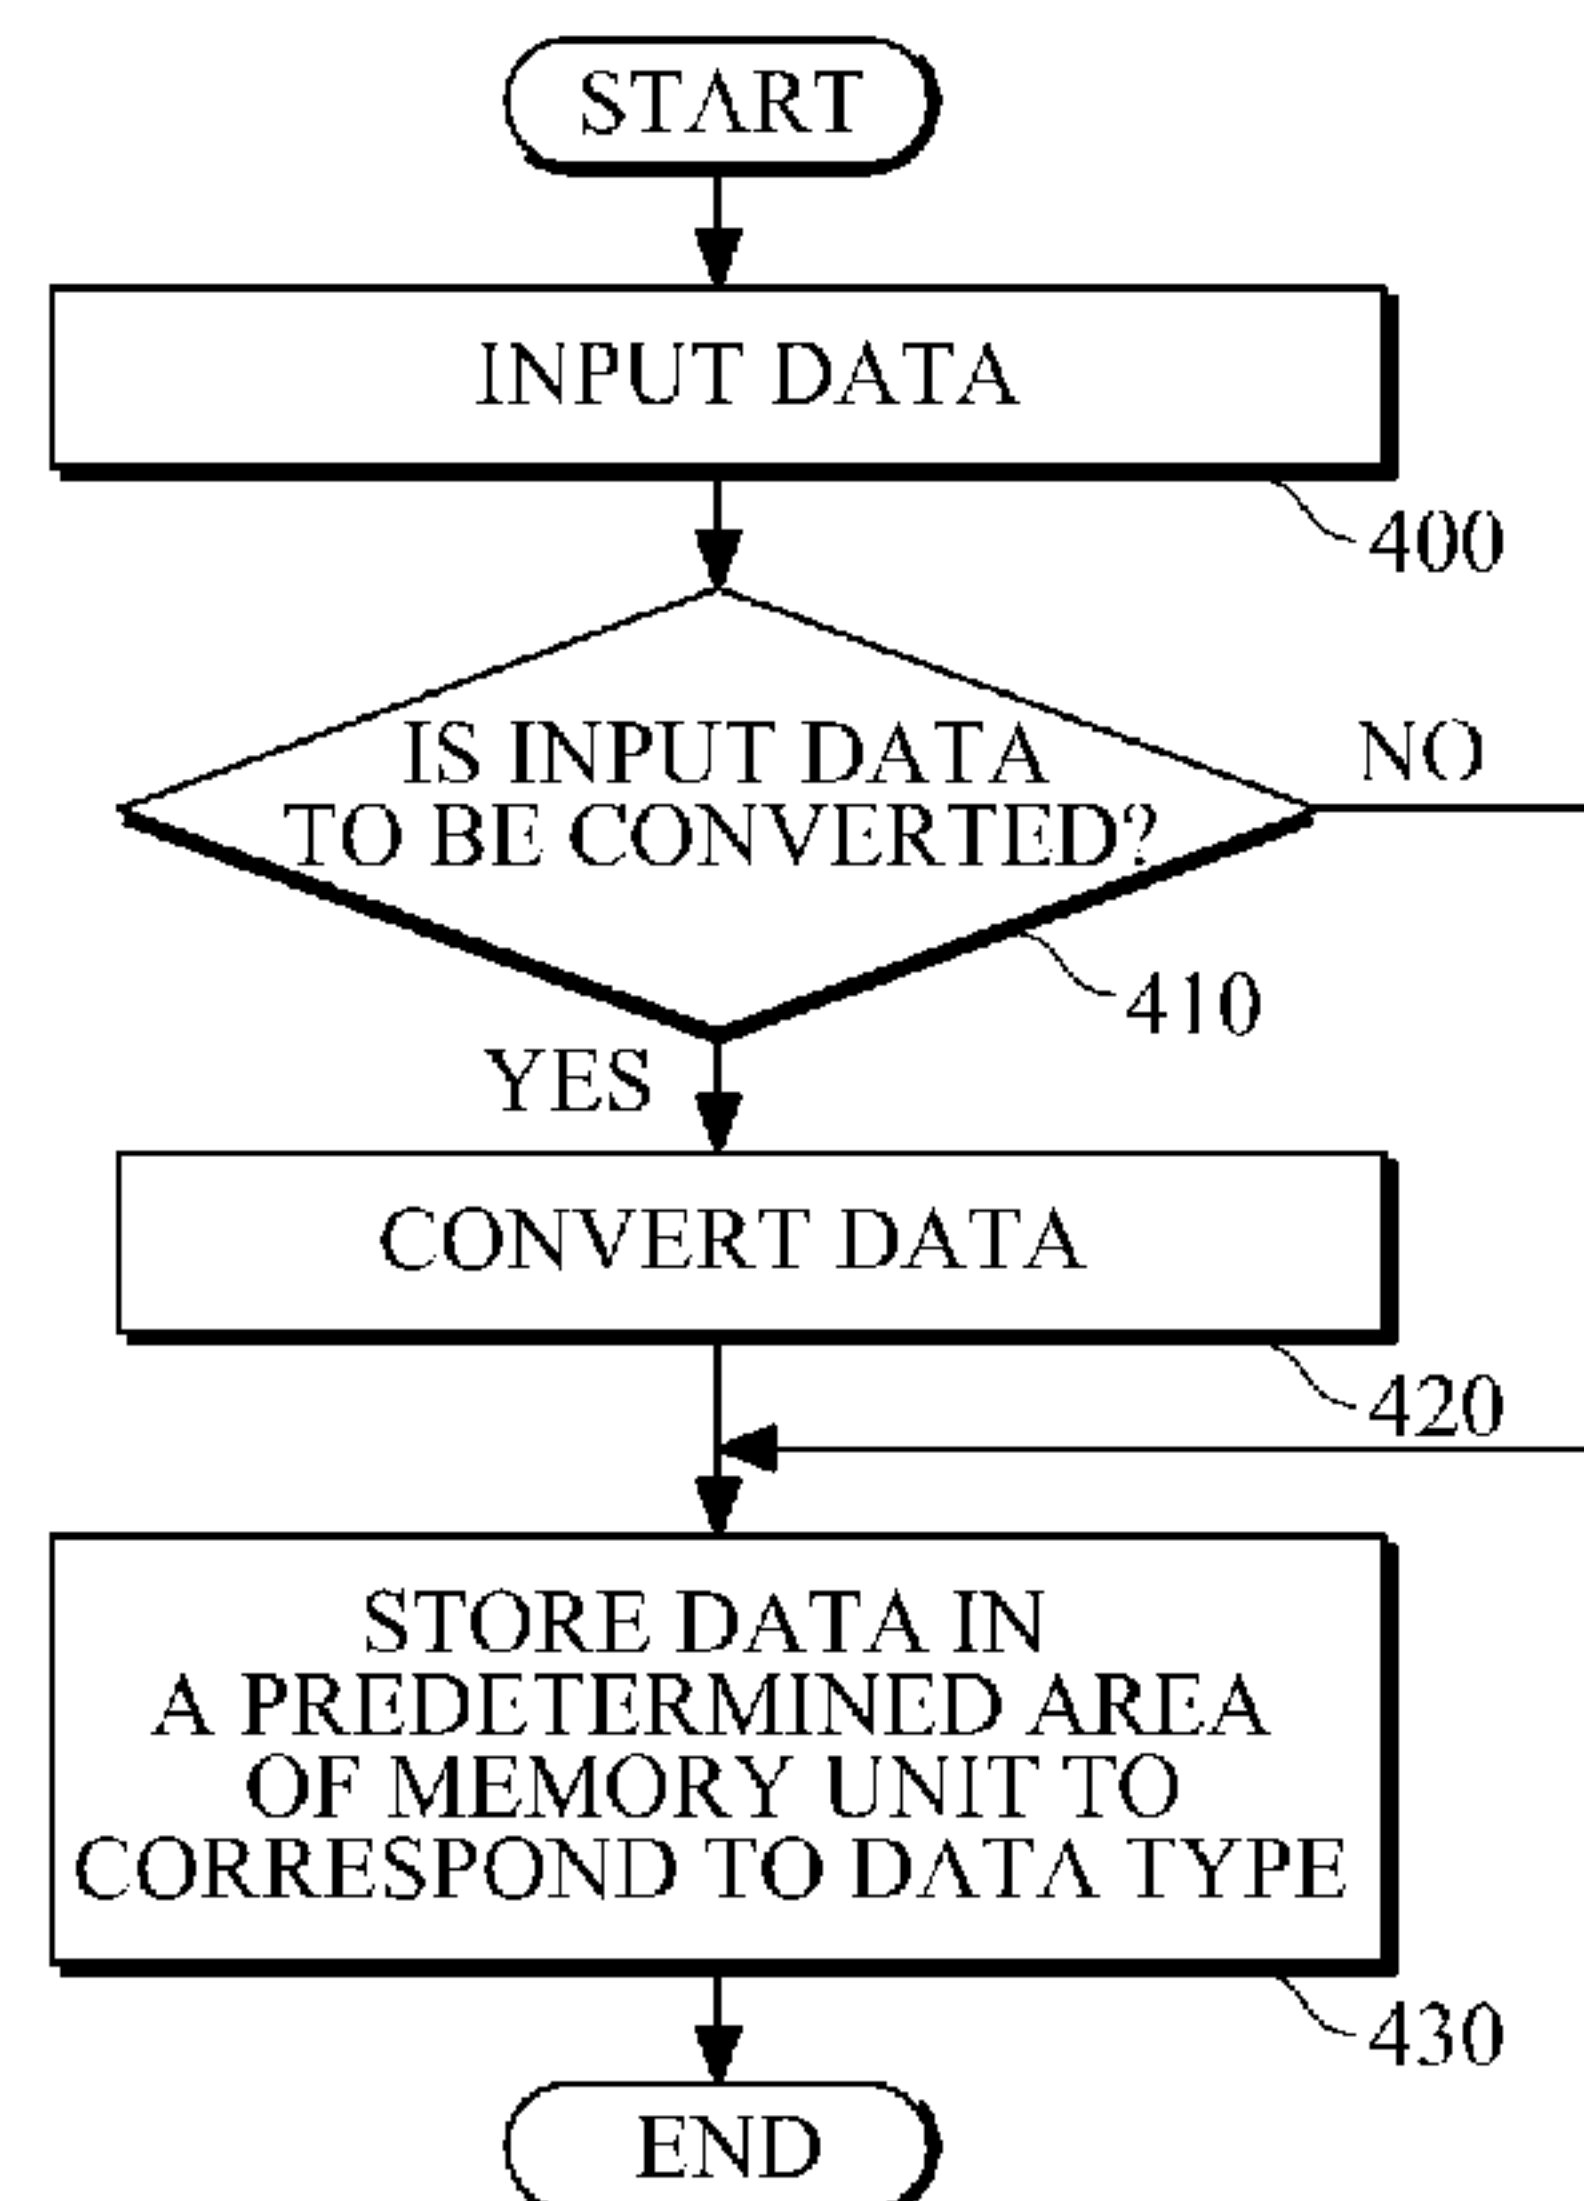 START
INPUT DATA
400
IS INPUT DATA
TO BE CONVERTED?
NO
410
YES
CONVERT DATA
420
STORE DATA IN
A PREDETERMINED AREA
OF MEMORY UNIT TO
CORRESPOND TO DATA TYPE
430
END